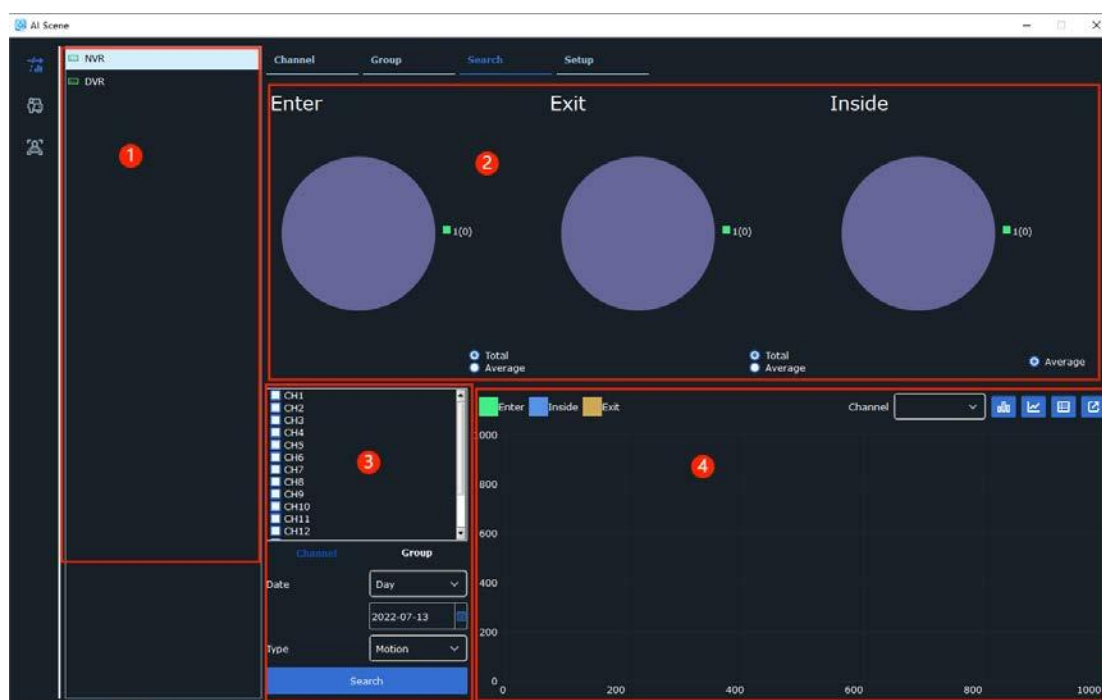 AI Scene
NVR
DVR
Channel Group Search Setup
Enter Exit Inside
1
2
1(0) 1(0) 1(0)
Total Total
Average Average Average
CH1
CH2
CH3
CH4
CH5
CH6
CH7
CH8
CH9
CH10
CH11
CH12
3
Channel Group
Date Day
2022-07-13
Type Motion
Search
Enter Inside Exit Channel
4
1000
800
600
400
200
0
0 200 400 600 800 1000